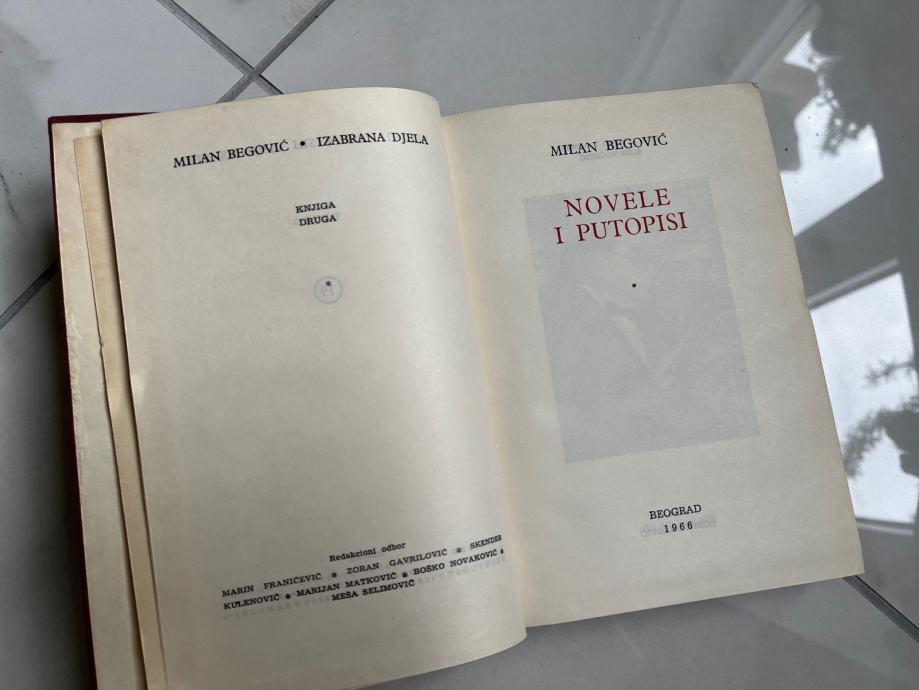 MILAN BEGOVIĆ • IZABRANA DJELA
KNJIGA
DRUGA
Redakcioni odbor
MARIN FRANIČEVIĆ * ZORAN GAVRILOVIĆ * SKENDER
KULENOVIĆ * MARIJAN MATKOVIĆ * BOŠKO NOVAKOVIĆ *
MEŠA SELIMOVIĆ
MILAN BEGOVIĆ
NOVELE
I PUTOPISI
BEOGRAD
1966